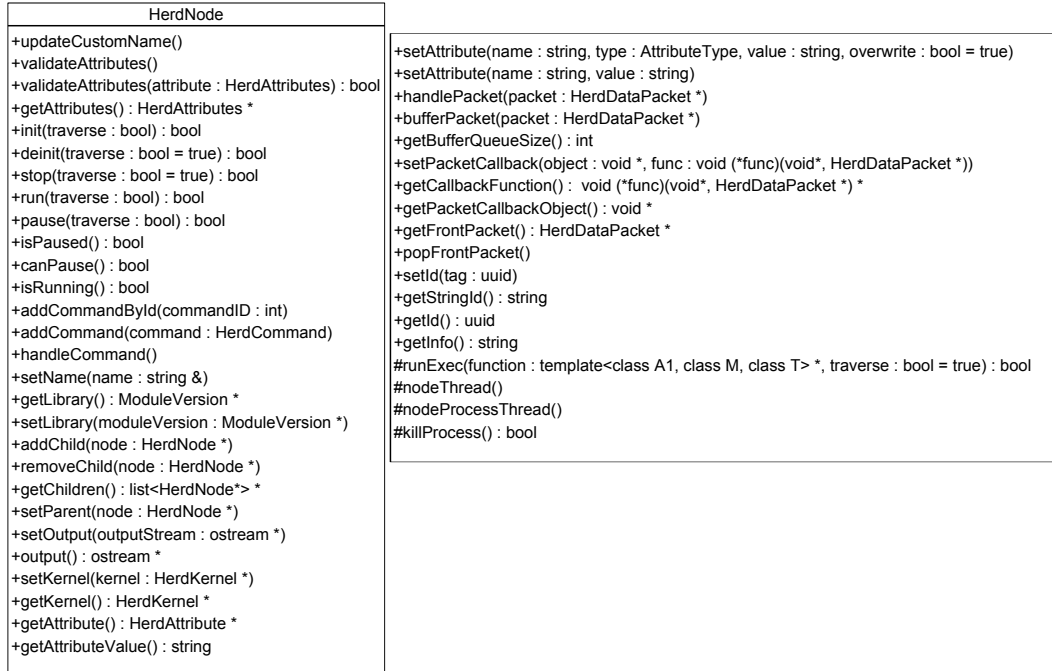 HerdNode
+updateCustomName()
+validateAttributes()
+validateAttributes(attribute : HerdAttributes) : bool
+getAttributes() : HerdAttributes *
+init(traverse : bool) : bool
+deinit(traverse : bool = true) : bool
+stop(traverse : bool = true) : bool
+run(traverse : bool) : bool
+pause(traverse : bool) : bool
+isPaused() : bool
+canPause() : bool
+isRunning() : bool
+addCommandById(commandID : int)
+addCommand(command : HerdCommand)
+handleCommand()
+setName(name : string &)
+getLibrary() : ModuleVersion *
+setLibrary(moduleVersion : ModuleVersion *)
+addChild(node : HerdNode *)
+removeChild(node : HerdNode *)
+getChildren() : list<HerdNode*> *
+setParent(node : HerdNode *)
+setOutput(outputStream : ostream *)
+output() : ostream *
+setKernel(kernel : HerdKernel *)
+getKernel() : HerdKernel *
+getAttribute() : HerdAttribute *
+getAttributeValue() : string
+setAttribute(name : string, type : AttributeType, value : string, overwrite : bool = true)
+setAttribute(name : string, value : string)
+handlePacket(packet : HerdDataPacket *)
+bufferPacket(packet : HerdDataPacket *)
+getBufferQueueSize() : int
+setPacketCallback(object : void *, func : void (*func)(void*, HerdDataPacket *))
+getCallbackFunction() : void (*func)(void*, HerdDataPacket *) *
+getPacketCallbackObject() : void *
+getFrontPacket() : HerdDataPacket *
+popFrontPacket()
+setId(tag : uuid)
+getStringId() : string
+getId() : uuid
+getInfo() : string
#runExec(function : template<class A1, class M, class T> *, traverse : bool = true) : bool
#nodeThread()
#nodeProcessThread()
#killProcess() : bool